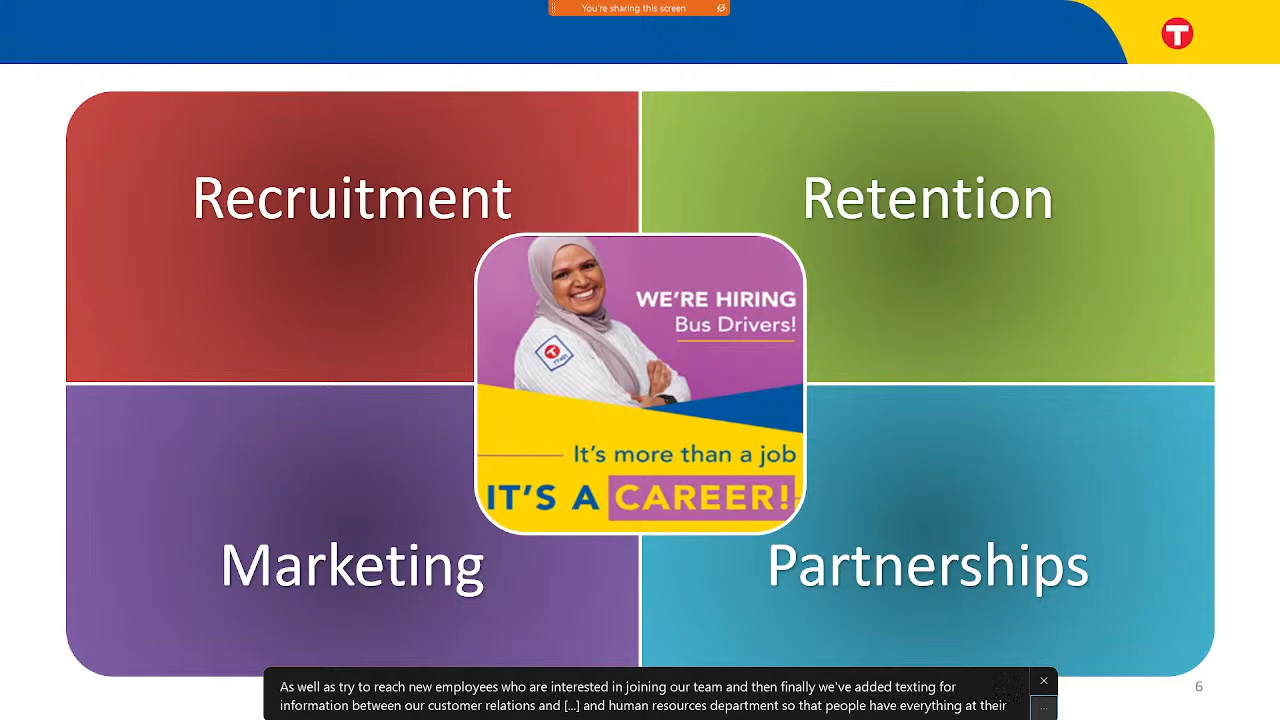 You're sharing this screen
T
Recruitment
Retention
WE'RE HIRING
Bus Drivers!
T
It's more than a job
IT'S A CAREER!
Marketing
Partnerships
As well as try to reach new employees who are interested in joining our team and then finally we've added texting for
information between our customer relations and [...] and human resources department so that people have everything at their
6